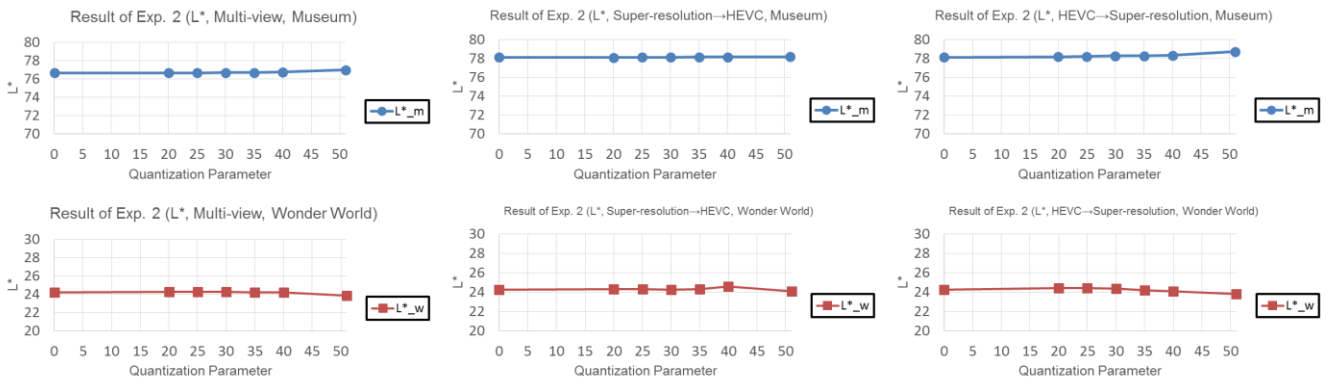 Result of Exp. 2 (L*, Multi-view, Museum)
80
78
76
74
72
70
L*
0 5 10 15 20 25 30 35 40 45 50
Quantization Parameter
L*_m
Result of Exp. 2 (L*, Super-resolution→HEVC, Museum)
80
78
76
74
72
70
L*
0 5 10 15 20 25 30 35 40 45 50
Quantization Parameter
L*_m
Result of Exp. 2 (L*, HEVC→Super-resolution, Museum)
80
78
76
74
72
70
L*
0 5 10 15 20 25 30 35 40 45 50
Quantization Parameter
L*_m
Result of Exp. 2 (L*, Multi-view, Wonder World)
30
28
26
24
22
20
L*
0 5 10 15 20 25 30 35 40 45 50
Quantization Parameter
L*_w
Result of Exp. 2 (L*, Super-resolution→HEVC, Wonder World)
30
28
26
24
22
20
L*
0 5 10 15 20 25 30 35 40 45 50
Quantization Parameter
L*_w
Result of Exp. 2 (L*, HEVC→Super-resolution, Wonder World)
30
28
26
24
22
20
L*
0 5 10 15 20 25 30 35 40 45 50
Quantization Parameter
L*_w